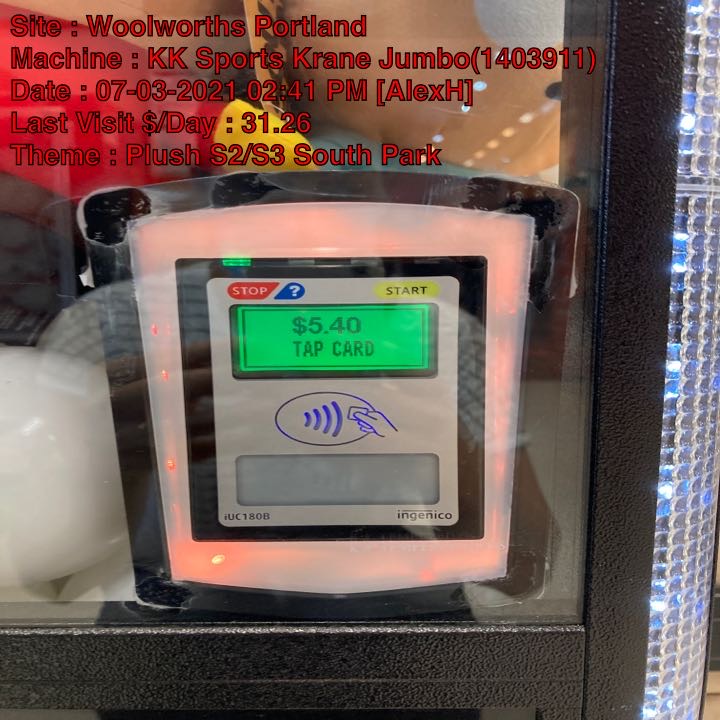 Site : Woolworths Portland
Machine : KK Sports Krane Jumbo(1403911)
Date : 07-03-2021 02:41 PM [AlexH]
Last Visit $/Day : 31.26
Theme : Plush S2/S3 South Park
STOP ? START
$5.40
TAP CARD
iUC180B ingenico